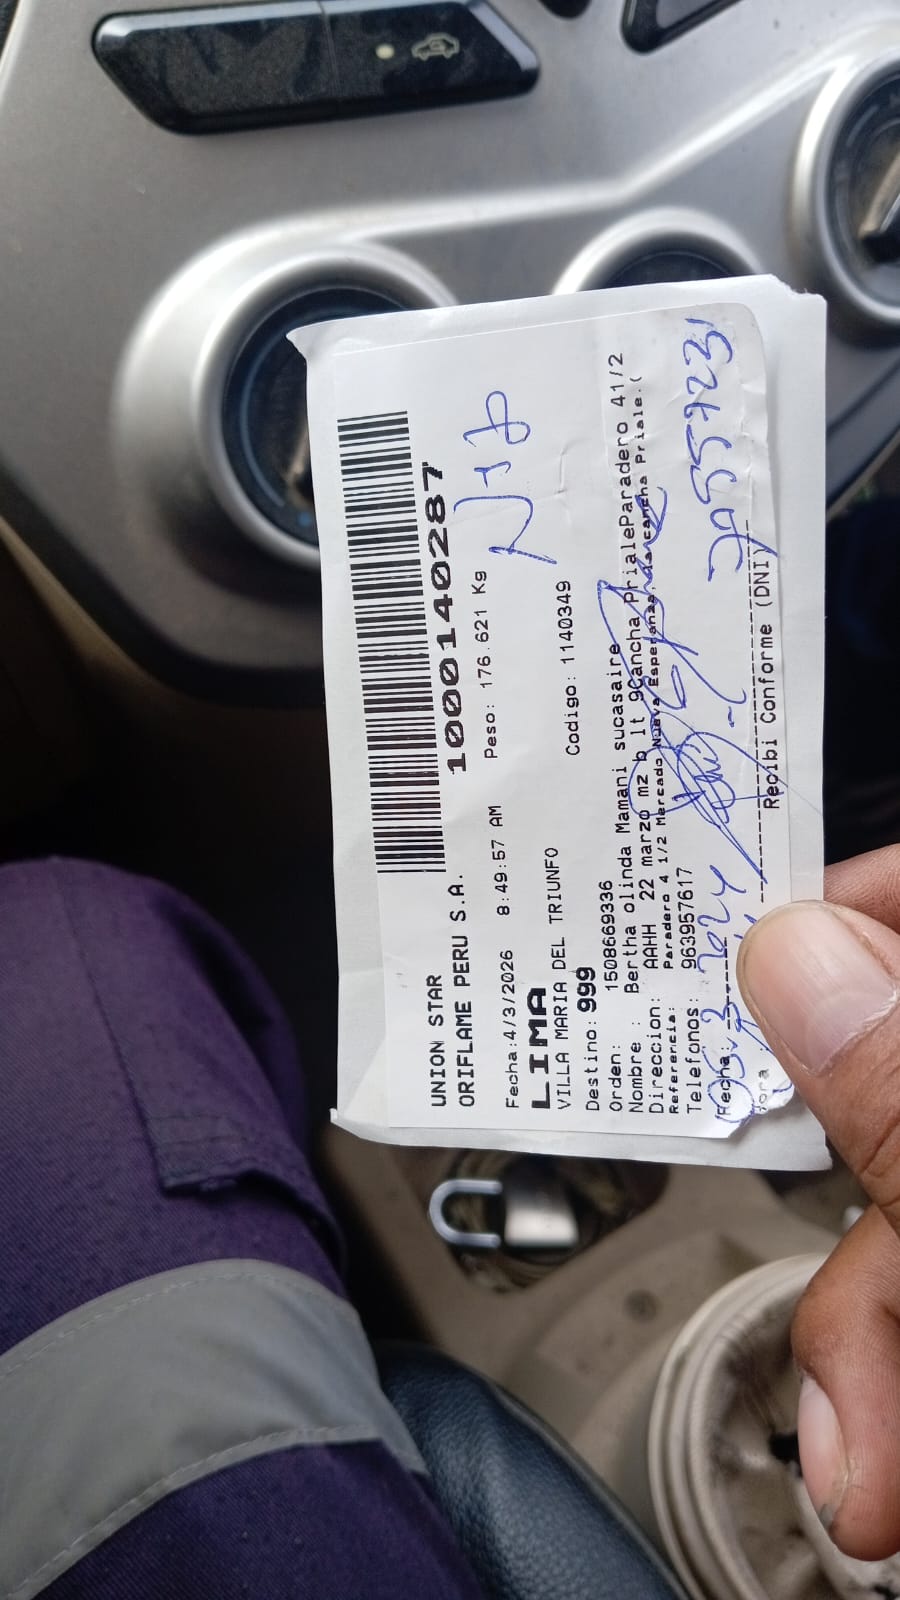 100014028７
UNION STAR
ORIFLAME PERU S.A.
Fecha:4/3/2026 8:49:57 AM Peso: 176.621 Kg
LIMA
VILLA MARIA DEL TRIUNFO Codigo: 1140349
Destino: 999
Orden: 1508669336
Nombre : Bertha olinda Mamani sucasaire
Direccion: AAHH 22 marzo mz b lt 9Cancha PrialeParadero 41/2
Referencia: Paradero 4 1/2 Mercado Nueva Esperanza.
Telefonos: 963957617
Fecha:
Recibi Conforme (DNI)